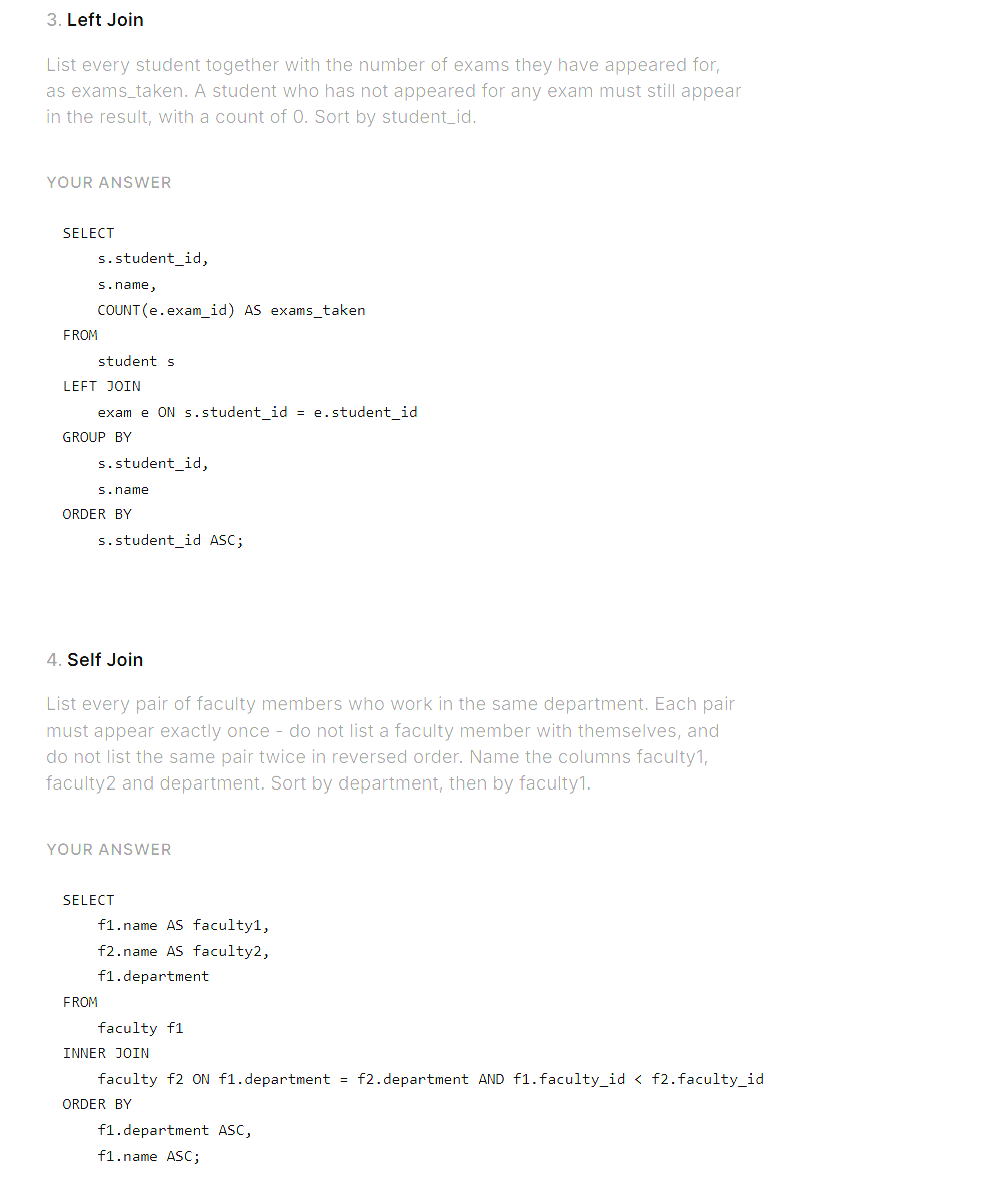 3. Left Join
List every student together with the number of exams they have appeared for,
as exams_taken. A student who has not appeared for any exam must still appear
in the result, with a count of 0. Sort by student_id.
YOUR ANSWER
SELECT
    s.student_id,
    s.name,
    COUNT(e.exam_id) AS exams_taken
FROM
    student s
LEFT JOIN
    exam e ON s.student_id = e.student_id
GROUP BY
    s.student_id,
    s.name
ORDER BY
    s.student_id ASC;
4. Self Join
List every pair of faculty members who work in the same department. Each pair
must appear exactly once - do not list a faculty member with themselves, and
do not list the same pair twice in reversed order. Name the columns faculty1,
faculty2 and department. Sort by department, then by faculty1.
YOUR ANSWER
SELECT
    f1.name AS faculty1,
    f2.name AS faculty2,
    f1.department
FROM
    faculty f1
INNER JOIN
    faculty f2 ON f1.department = f2.department AND f1.faculty_id < f2.faculty_id
ORDER BY
    f1.department ASC,
    f1.name ASC;